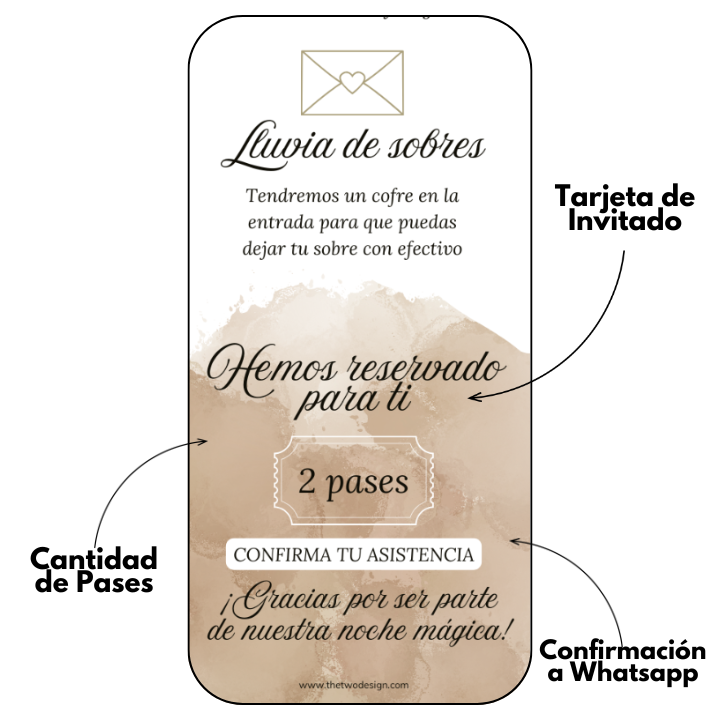 Lluvia de sobres
Tendremos un cofre en la
entrada para que puedas
dejar tu sobre con efectivo
Tarjeta de
Invitado
Hemos reservado
para ti
2 pases
Cantidad
de Pases
CONFIRMA TU ASISTENCIA
¡Gracias por ser parte
de nuestra noche mágica!
Confirmación
a Whatsapp
www.thetwodesign.com